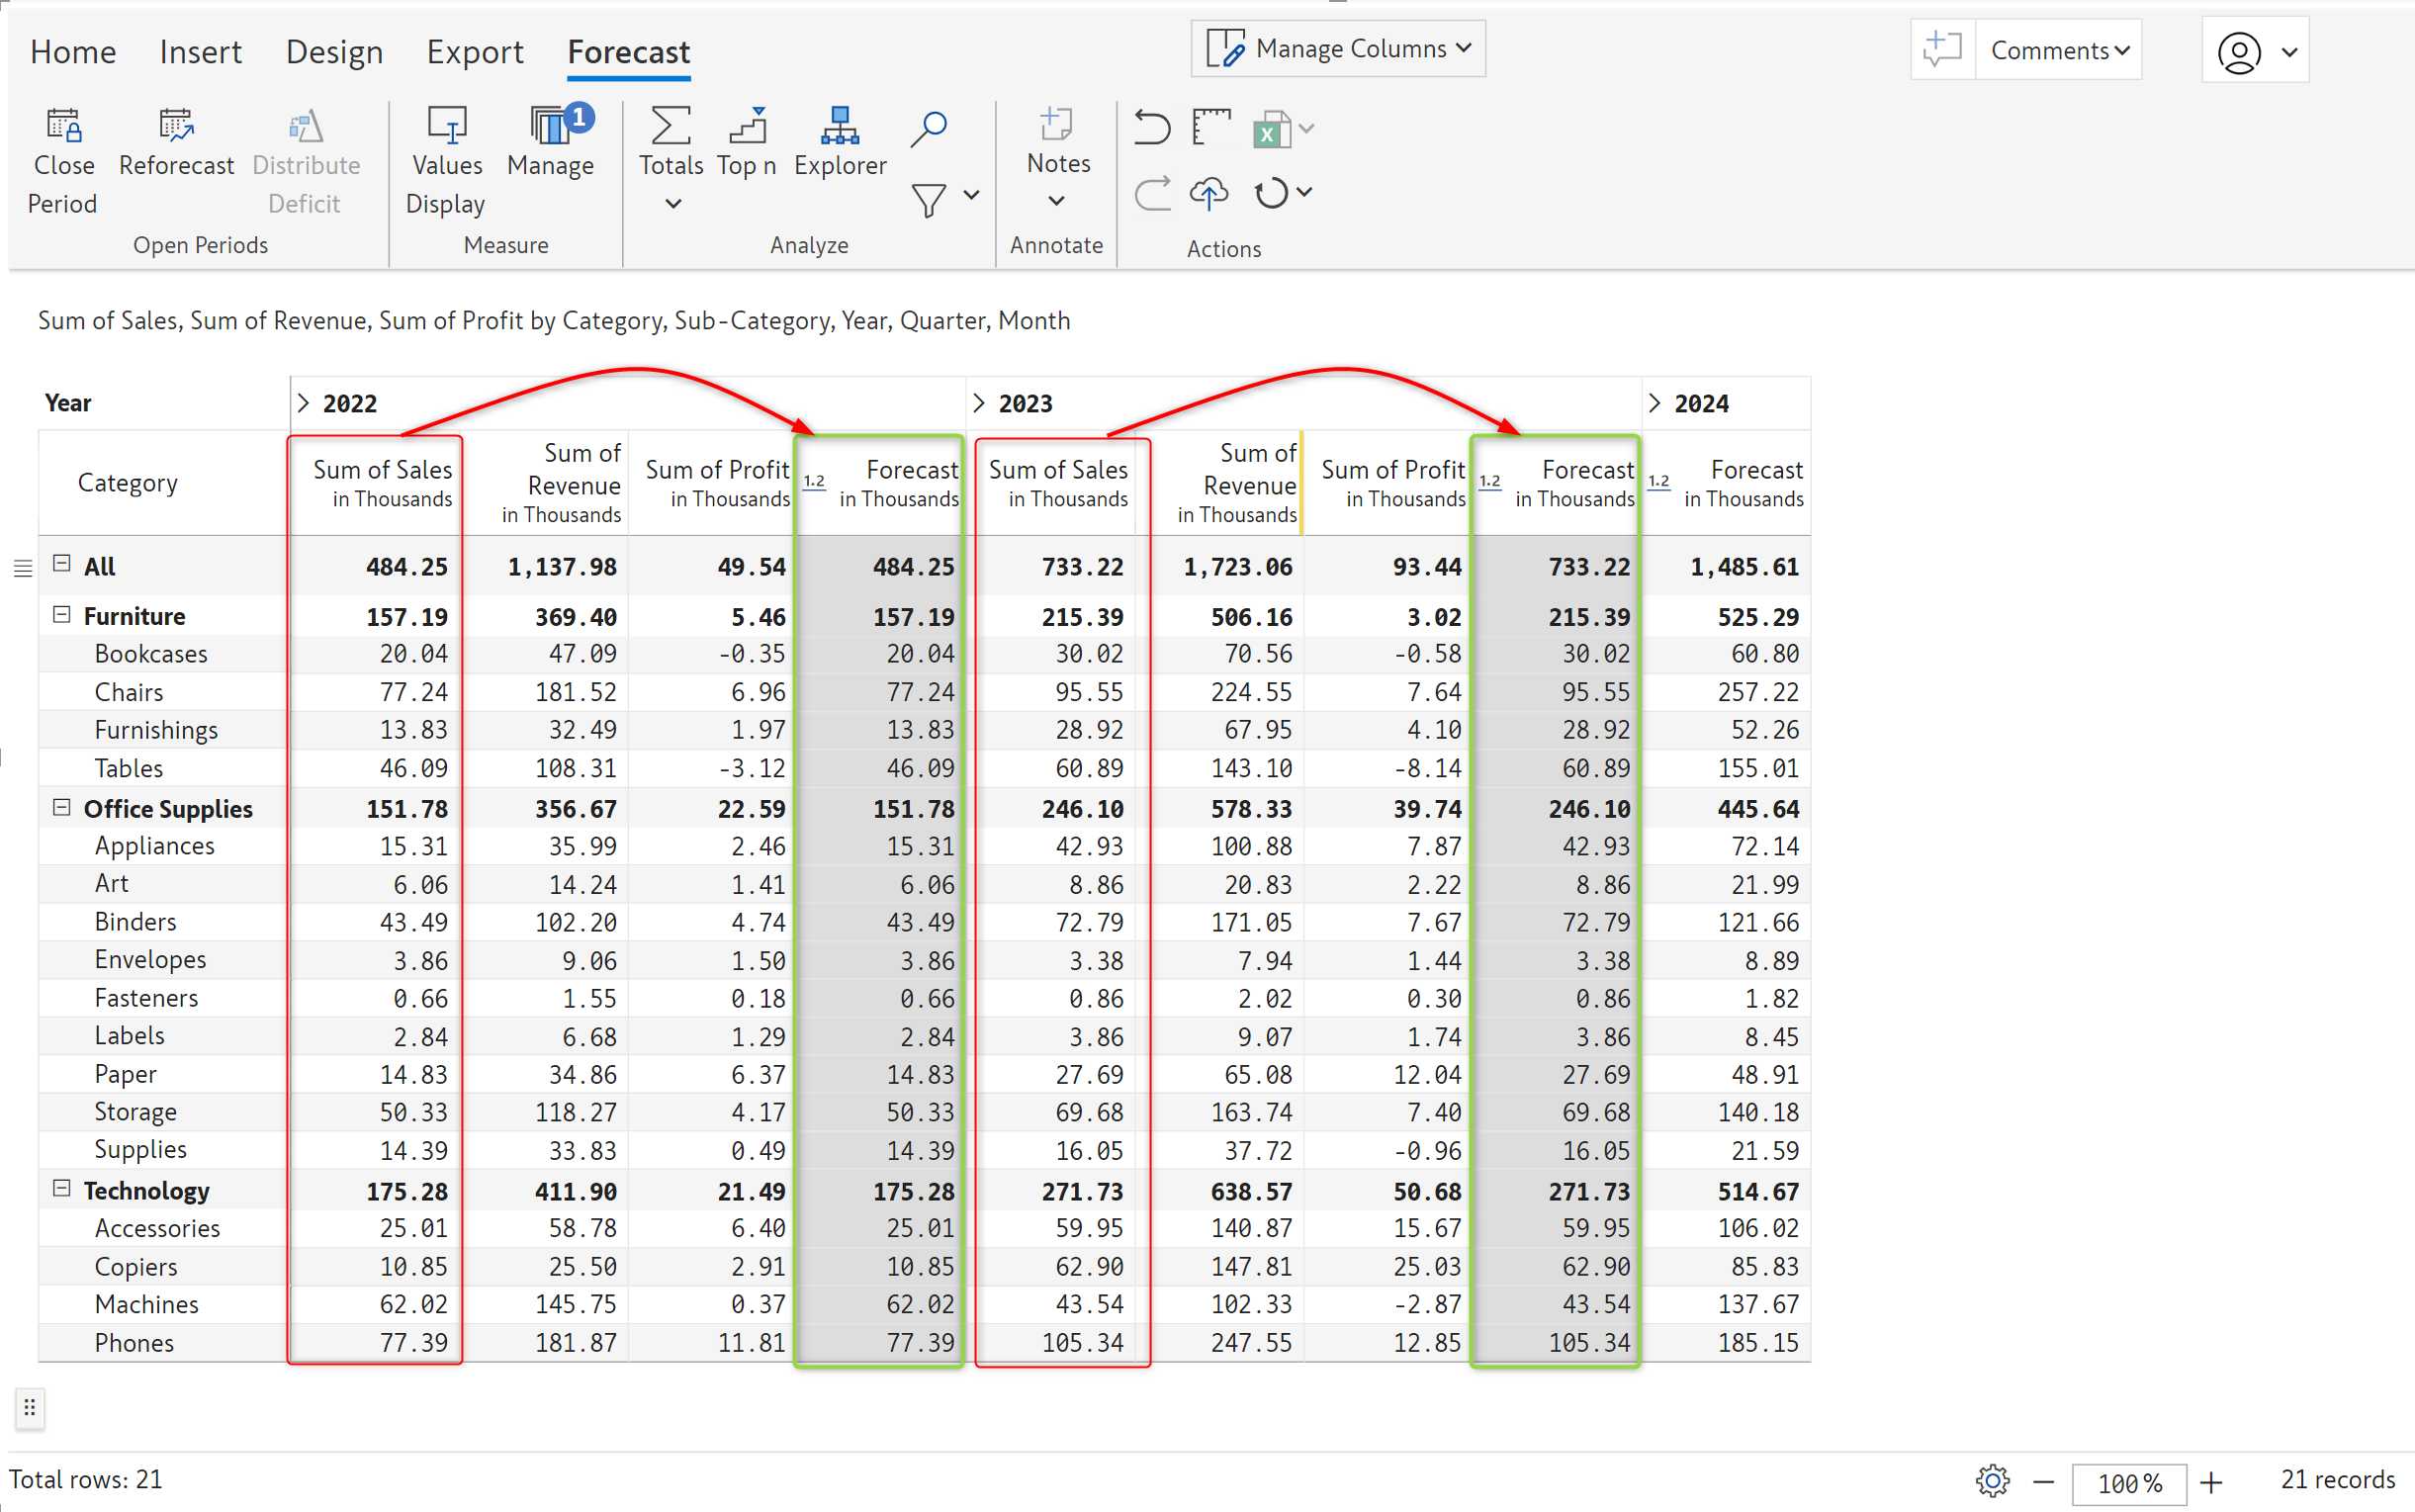 Home Insert Design Export Forecast Manage Columns Comments
Close Period Reforecast Distribute Deficit Values Display Manage 1 Totals Top n Explorer Notes
Open Periods Measure Analyze Annotate Actions
Sum of Sales, Sum of Revenue, Sum of Profit by Category, Sub-Category, Year, Quarter, Month
Year 2022 2023 2024
Category Sum of Sales in Thousands Sum of Revenue in Thousands Sum of Profit in Thousands 1.2 Forecast in Thousands Sum of Sales in Thousands Sum of Revenue in Thousands Sum of Profit in Thousands 1.2 Forecast in Thousands 1.2 Forecast in Thousands
All 484.25 1,137.98 49.54 484.25 733.22 1,723.06 93.44 733.22 1,485.61
Furniture 157.19 369.40 5.46 157.19 215.39 506.16 3.02 215.39 525.29
Bookcases 20.04 47.09 -0.35 20.04 30.02 70.56 -0.58 30.02 60.80
Chairs 77.24 181.52 6.96 77.24 95.55 224.55 7.64 95.55 257.22
Furnishings 13.83 32.49 1.97 13.83 28.92 67.95 4.10 28.92 52.26
Tables 46.09 108.31 -3.12 46.09 60.89 143.10 -8.14 60.89 155.01
Office Supplies 151.78 356.67 22.59 151.78 246.10 578.33 39.74 246.10 445.64
Appliances 15.31 35.99 2.46 15.31 42.93 100.88 7.87 42.93 72.14
Art 6.06 14.24 1.41 6.06 8.86 20.83 2.22 8.86 21.99
Binders 43.49 102.20 4.74 43.49 72.79 171.05 7.67 72.79 121.66
Envelopes 3.86 9.06 1.50 3.86 3.38 7.94 1.44 3.38 8.89
Fasteners 0.66 1.55 0.18 0.66 0.86 2.02 0.30 0.86 1.82
Labels 2.84 6.68 1.29 2.84 3.86 9.07 1.74 3.86 8.45
Paper 14.83 34.86 6.37 14.83 27.69 65.08 12.04 27.69 48.91
Storage 50.33 118.27 4.17 50.33 69.68 163.74 7.40 69.68 140.18
Supplies 14.39 33.83 0.49 14.39 16.05 37.72 -0.96 16.05 21.59
Technology 175.28 411.90 21.49 175.28 271.73 638.57 50.68 271.73 514.67
Accessories 25.01 58.78 6.40 25.01 59.95 140.87 15.67 59.95 106.02
Copiers 10.85 25.50 2.91 10.85 62.90 147.81 25.03 62.90 85.83
Machines 62.02 145.75 0.37 62.02 43.54 102.33 -2.87 43.54 137.67
Phones 77.39 181.87 11.81 77.39 105.34 247.55 12.85 105.34 185.15
Total rows: 21 100 % 21 records